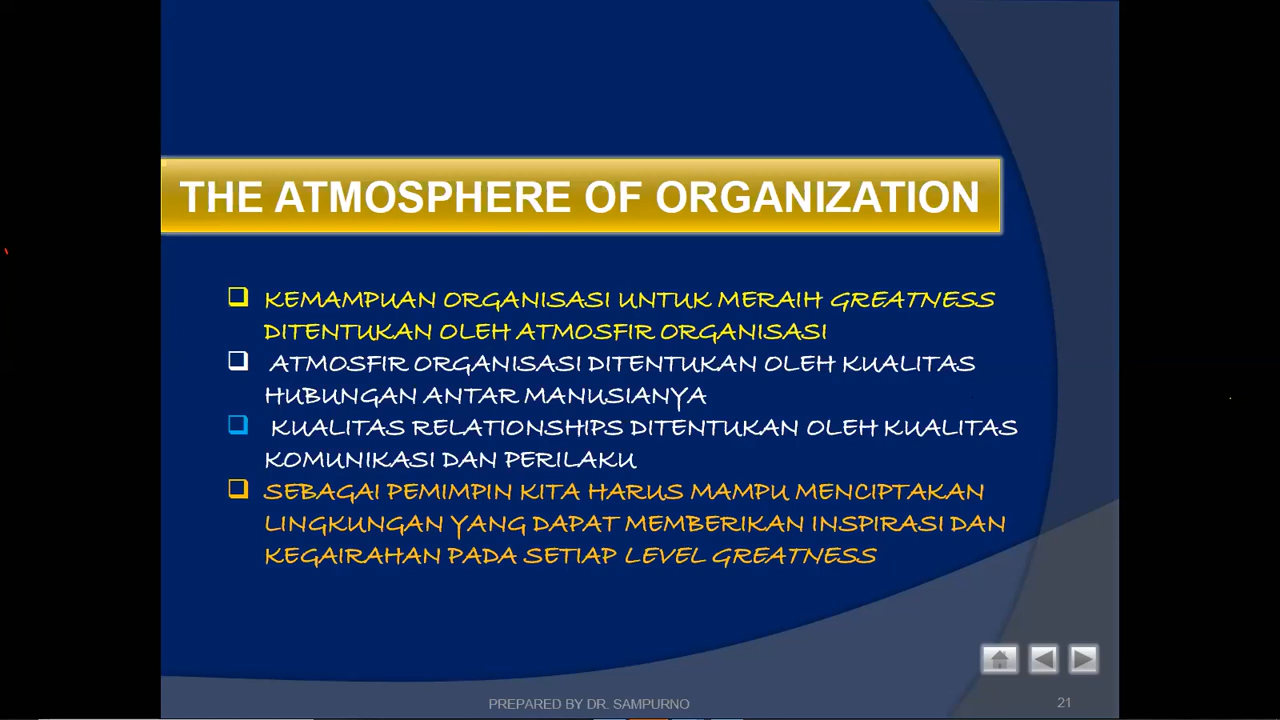 THE ATMOSPHERE OF ORGANIZATION
KEMAMPUAN ORGANISASI UNTUK MERAIH GREATNESS
DITENTUKAN OLEH ATMOSFIR ORGANISASI
ATMOSFIR ORGANISASI DITENTUKAN OLEH KUALITAS
HUBUNGAN ANTAR MANUSIANYA
KUALITAS RELATIONSHIPS DITENTUKAN OLEH KUALITAS
KOMUNIKASI DAN PERILAKU
SEBAGAI PEMIMPIN KITA HARUS MAMPU MENCIPTAKAN
LINGKUNGAN YANG DAPAT MEMBERIKAN INSPIRASI DAN
KEGAIRAHAN PADA SETIAP LEVEL GREATNESS
PREPARED BY DR. SAMPURNO
21